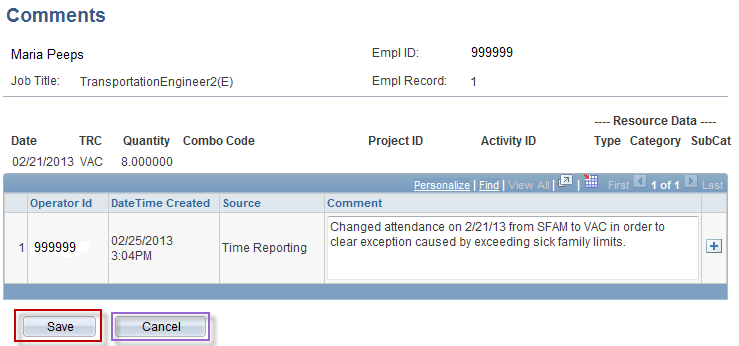 Comments
Maria Peeps Empl ID: 999999
Job Title: TransportationEngineer2(E) Empl Record: 1
---- Resource Data ----
Date TRC Quantity Combo Code Project ID Activity ID Type Category SubCat
02/21/2013 VAC 8.000000
Personalize | Find | View All | | First 1 of 1 Last
Operator Id DateTime Created Source Comment
1 999999 02/25/2013 3:04PM Time Reporting Changed attendance on 2/21/13 from SFAM to VAC in order to
clear exception caused by exceeding sick family limits.
Save Cancel